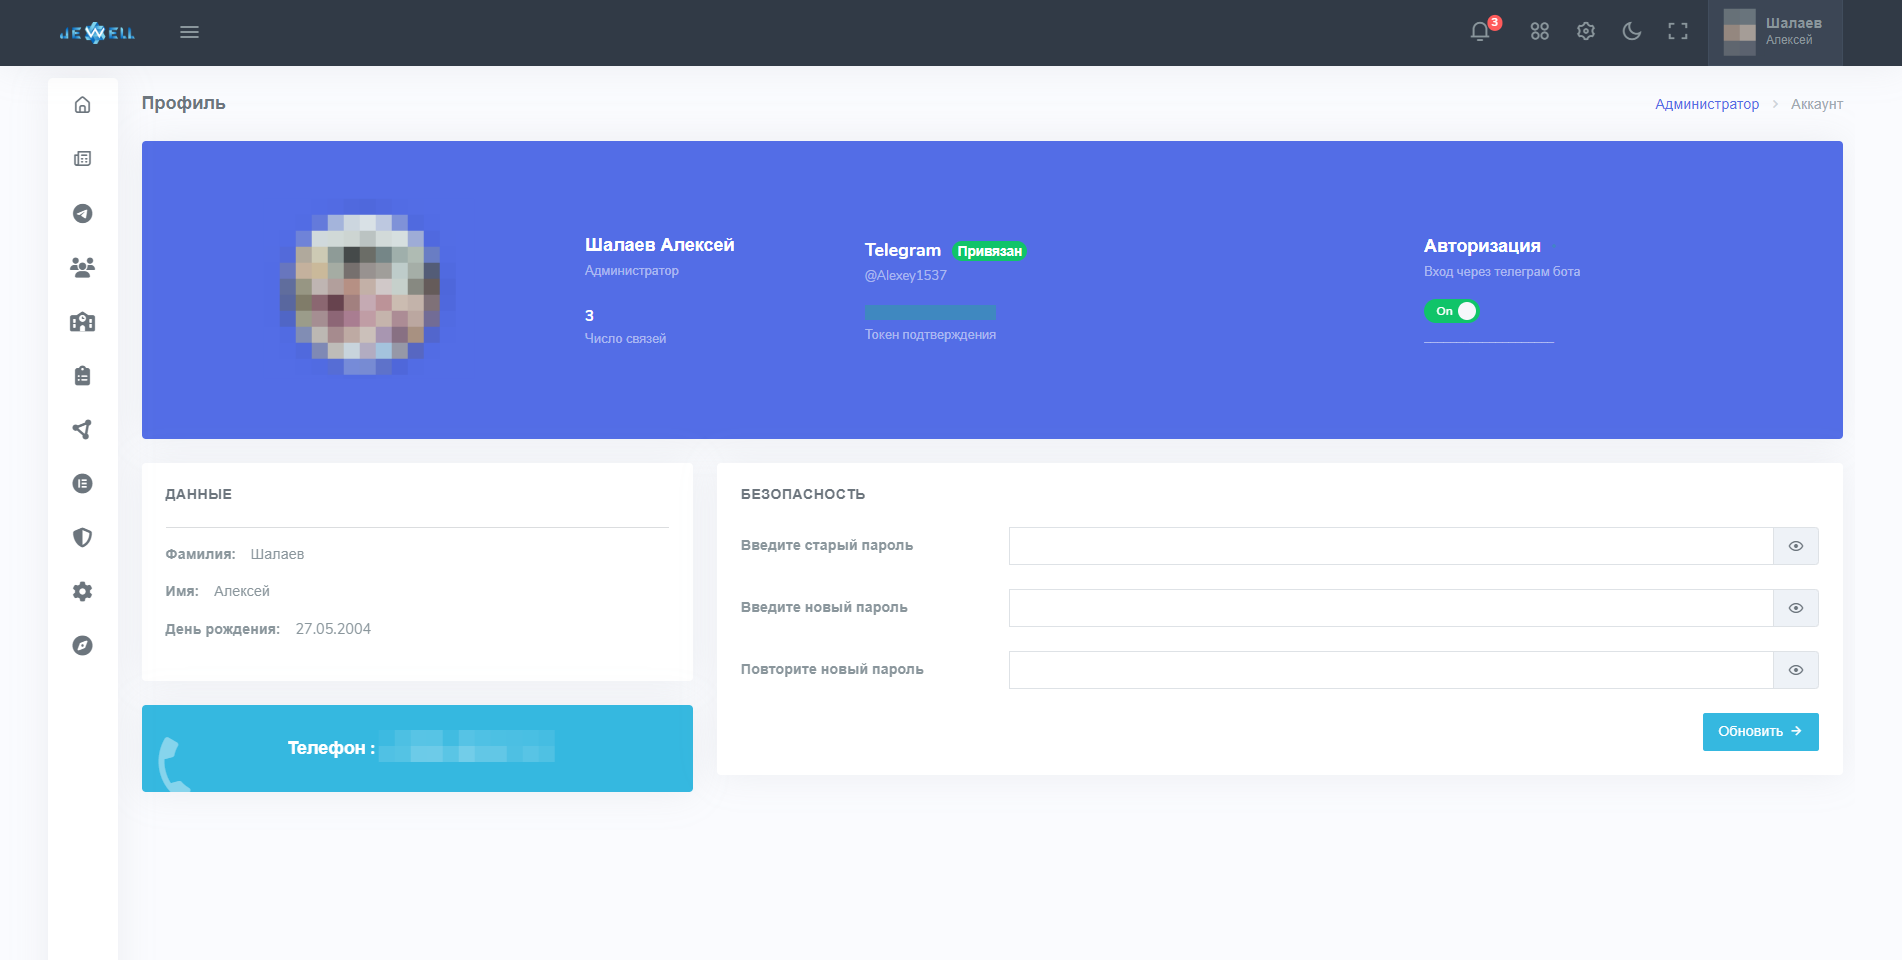 JEWELL
3
Шалаев
Алексей
Профиль
Администратор > Аккаунт
Шалаев Алексей
Администратор
3
Число связей
Telegram Привязан
@Alexey1537
Токен подтверждения
Авторизация
Вход через телеграм бота
On
ДАННЫЕ
Фамилия: Шалаев
Имя: Алексей
День рождения: 27.05.2004
Телефон :
БЕЗОПАСНОСТЬ
Введите старый пароль
Введите новый пароль
Повторите новый пароль
Обновить →